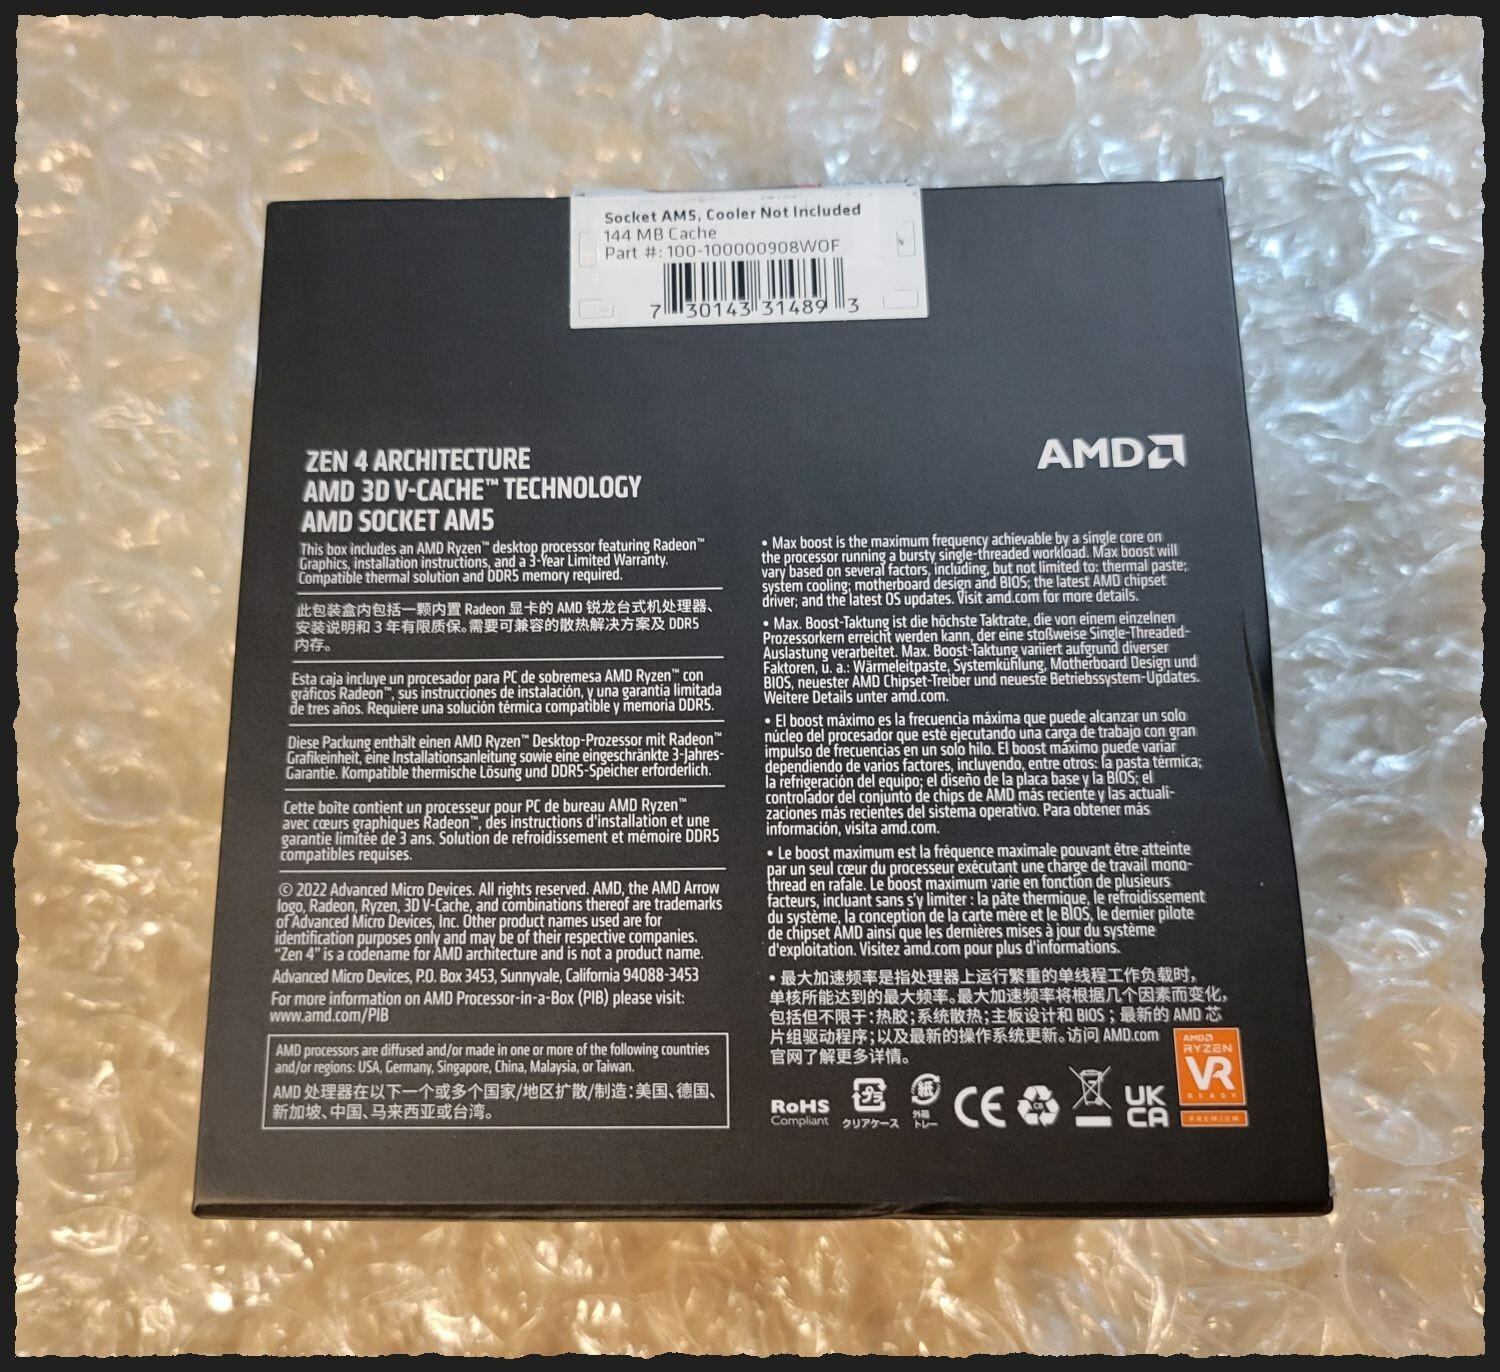 Socket AM5, Cooler Not Included
144 MB Cache
Part #: 100-100000908WOF
7 30143 31489 3
ZEN 4 ARCHITECTURE
AMD 3D V-CACHE™ TECHNOLOGY
AMD SOCKET AM5
This box includes an AMD Ryzen™ desktop processor featuring Radeon™
Graphics, installation instructions, and a 3-Year Limited Warranty.
Compatible thermal solution and DDR5 memory required.
此包装盒内包括一颗内置 Radeon 显卡的 AMD 锐龙台式机处理器、
安装说明和 3 年有限质保。需要可兼容的散热解决方案及 DDR5
内存。
Esta caja incluye un procesador para PC de sobremesa AMD Ryzen™ con
gráficos Radeon™, sus instrucciones de instalación, y una garantía limitada
de tres años. Requiere una solución térmica compatible y memoria DDR5.
Diese Packung enthält einen AMD Ryzen™ Desktop-Prozessor mit Radeon™
Grafikeinheit, eine Installationsanleitung sowie eine eingeschränkte 3-Jahres-
Garantie. Kompatible thermische Lösung und DDR5-Speicher erforderlich.
Cette boîte contient un processeur pour PC de bureau AMD Ryzen™
avec cœurs graphiques Radeon™, des instructions d'installation et une
garantie limitée de 3 ans. Solution de refroidissement et mémoire DDR5
compatibles requises.
© 2022 Advanced Micro Devices. All rights reserved. AMD, the AMD Arrow
logo, Radeon, Ryzen, 3D V-Cache, and combinations thereof are trademarks
of Advanced Micro Devices, Inc. Other product names used are for
identification purposes only and may be of their respective companies.
"Zen 4" is a codename for AMD architecture and is not a product name.
Advanced Micro Devices, P.O. Box 3453, Sunnyvale, California 94088-3453
For more information on AMD Processor-in-a-Box (PIB) please visit:
www.amd.com/PIB
AMD processors are diffused and/or made in one or more of the following countries
and/or regions: USA, Germany, Singapore, China, Malaysia, or Taiwan.
AMD 处理器在以下一个或多个国家/地区扩散/制造：美国、德国、
新加坡、中国、马来西亚或台湾。
AMD
• Max boost is the maximum frequency achievable by a single core on
the processor running a bursty single-threaded workload. Max boost will
vary based on several factors, including, but not limited to: thermal paste;
system cooling; motherboard design and BIOS; the latest AMD chipset
driver; and the latest OS updates. Visit amd.com for more details.
• Max. Boost-Taktung ist die höchste Taktrate, die von einem einzelnen
Prozessorkern erreicht werden kann, der eine stoßweise Single-Threaded-
Auslastung verarbeitet. Max. Boost-Taktung variiert aufgrund diverser
Faktoren, u. a.: Wärmeleitpaste, Systemkühlung, Motherboard Design und
BIOS, neuester AMD Chipset-Treiber und neueste Betriebssystem-Updates.
Weitere Details unter amd.com.
• El boost máximo es la frecuencia máxima que puede alcanzar un solo
núcleo del procesador que esté ejecutando una carga de trabajo con gran
impulso de frecuencias en un solo hilo. El boost máximo puede variar
dependiendo de varios factores, incluyendo, entre otros: la pasta térmica;
la refrigeración del equipo; el diseño de la placa base y la BIOS; el
controlador del conjunto de chips de AMD más reciente y las actuali-
zaciones más recientes del sistema operativo. Para obtener más
información, visita amd.com.
• Le boost maximum est la fréquence maximale pouvant être atteinte
par un seul cœur du processeur exécutant une charge de travail mono-
thread en rafale. Le boost maximum varie en fonction de plusieurs
facteurs, incluant sans s'y limiter : la pâte thermique, le refroidissement
du système, la conception de la carte mère et le BIOS, le dernier pilote
de chipset AMD ainsi que les dernières mises à jour du système
d'exploitation. Visitez amd.com pour plus d'informations.
• 最大加速频率是指处理器上运行繁重的单线程工作负载时，
单核所能达到的最大频率。最大加速频率将根据几个因素而变化，
包括但不限于：热胶；系统散热；主板设计和 BIOS；最新的 AMD 芯
片组驱动程序；以及最新的操作系统更新。访问 AMD.com
官网了解更多详情。
AMD
RYZEN
VR
READY
PREMIUM
RoHS
Compliant
プラ
クリアケース
紙
外箱
トレー
CE
UK
CA